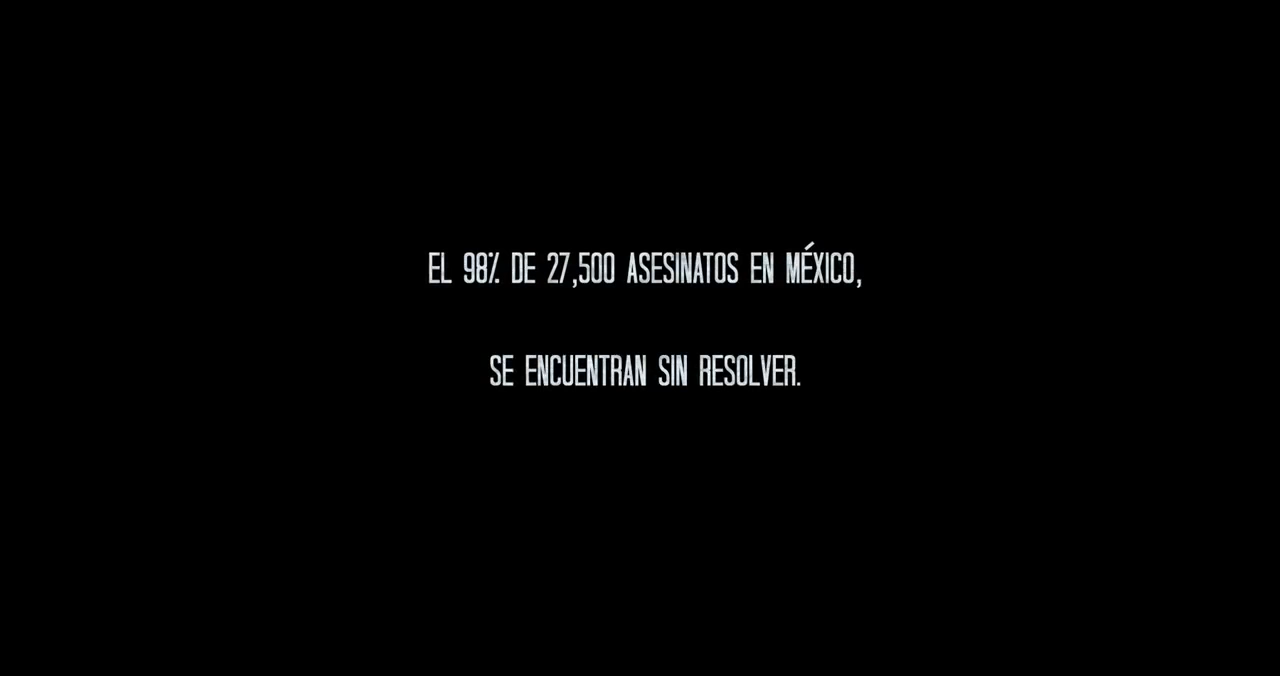 EL 98% DE 27,500 ASESINATOS EN MÉXICO,
SE ENCUENTRAN SIN RESOLVER.